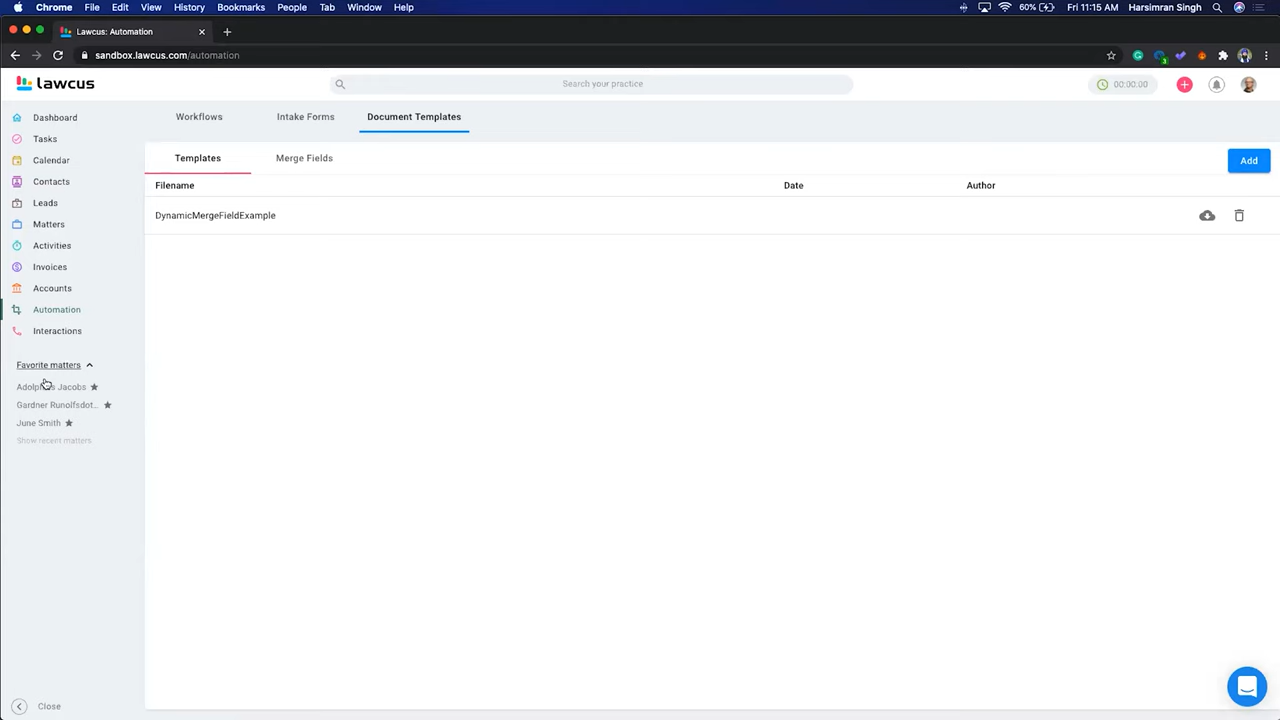 Chrome File Edit View History Bookmarks People Tab Window Help 60% Fri 11:15 AM Harsimran Singh
Lawcus: Automation
sandbox.lawcus.com/automation
3
lawcus Search your practice 00:00:00
Dashboard
Tasks
Calendar
Contacts
Leads
Matters
Activities
Invoices
Accounts
Automation
Interactions
Favorite matters
Jacobs
Gardner Runolfsdot...
June Smith
Show recent matters
Close
Workflows Intake Forms Document Templates
Templates Merge Fields Add
Filename Date Author
DynamicMergeFieldExample